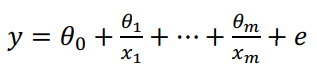 y = θ₀ + θ₁/x₁ + ⋯ + θₘ/xₘ + e